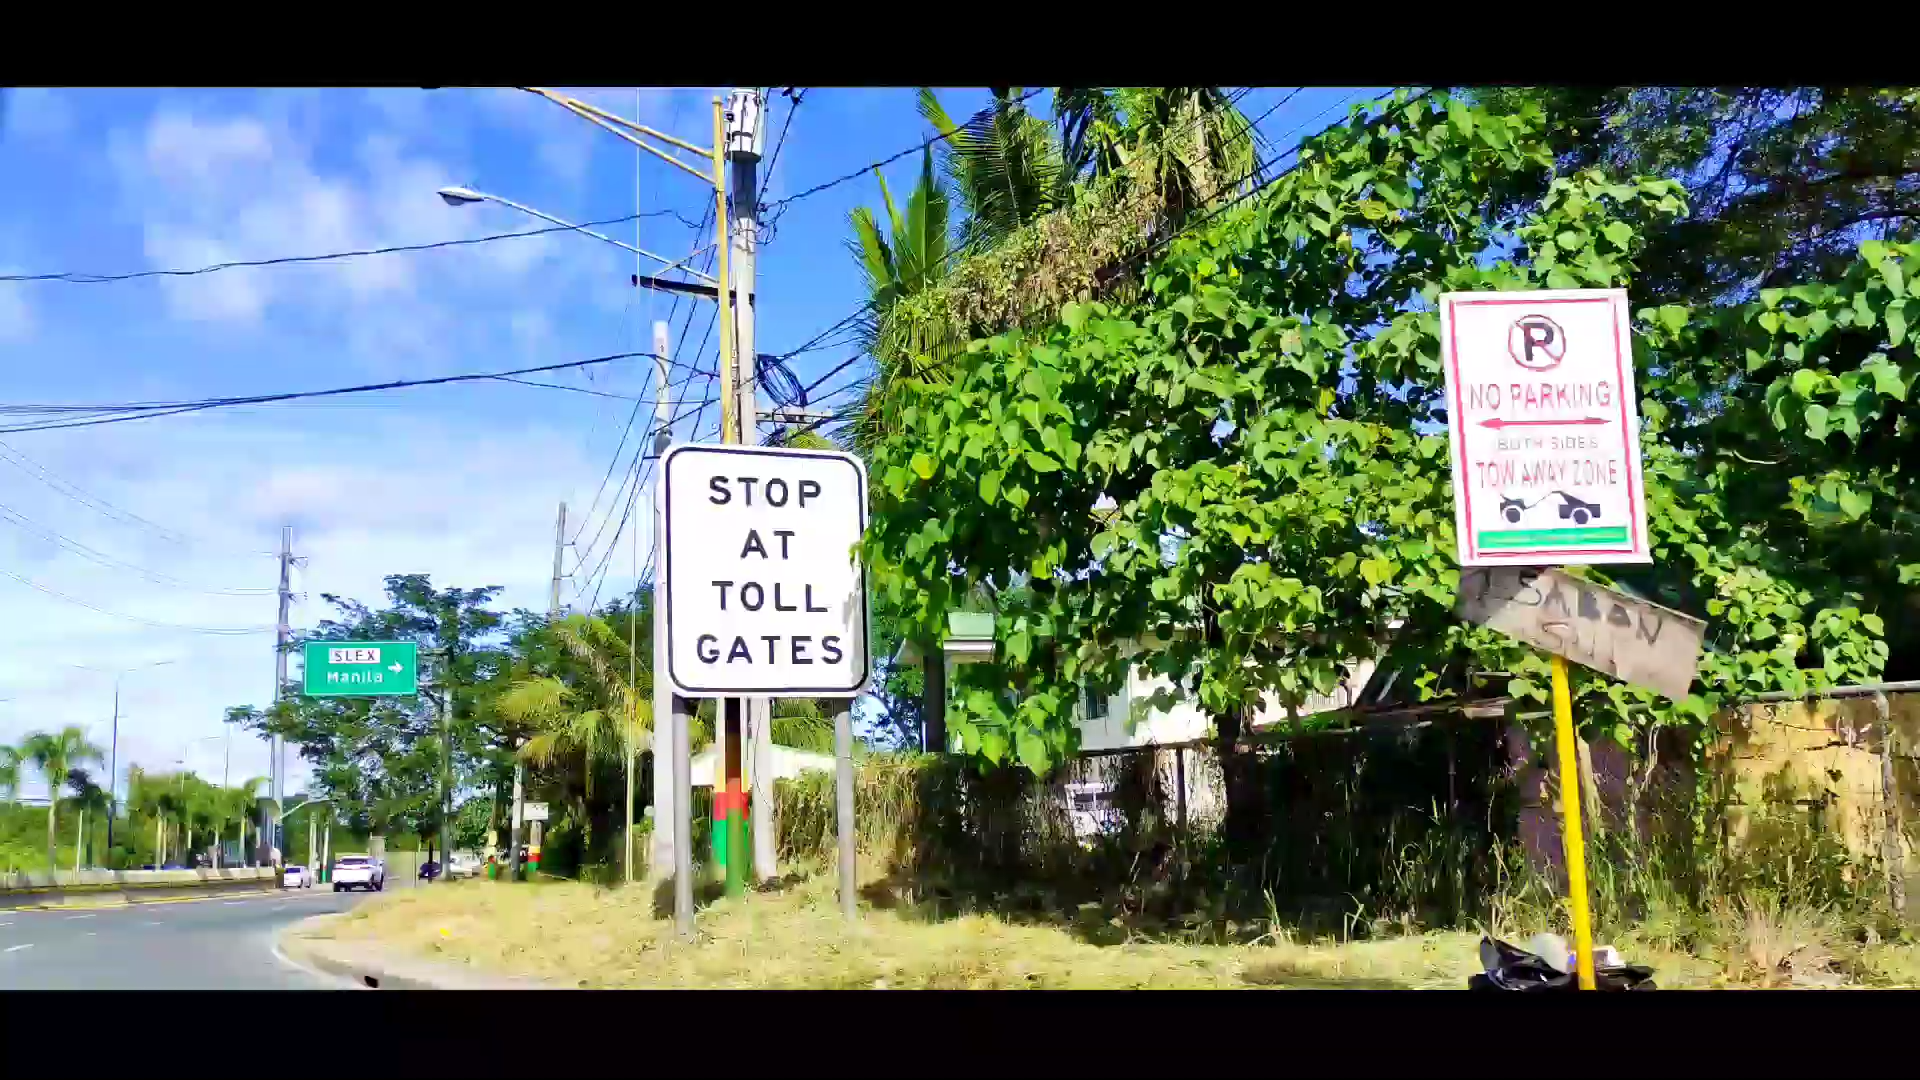 SLEX
Manila
STOP
AT
TOLL
GATES
P
NO PARKING
BOTH SIDES
TOW AWAY ZONE